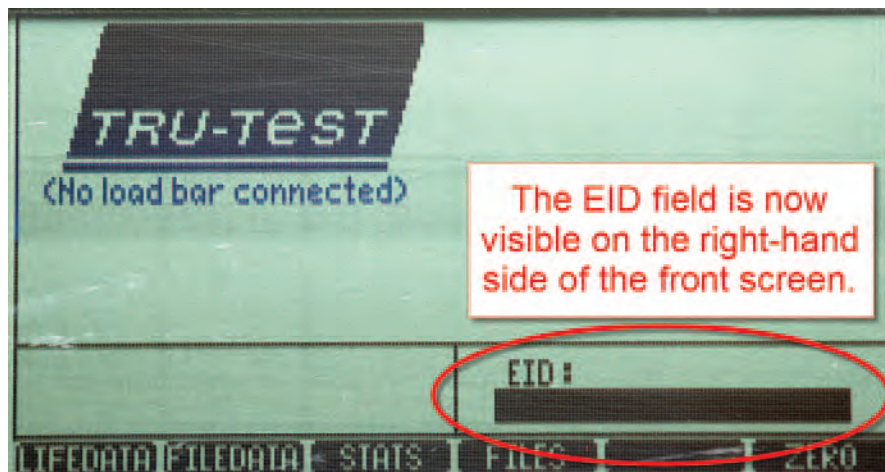 TRU-TEST
(No load bar connected)
The EID field is now
visible on the right-hand
side of the front screen.
EID:
LIFEDATA FILEDATA STATS FILES ZERO